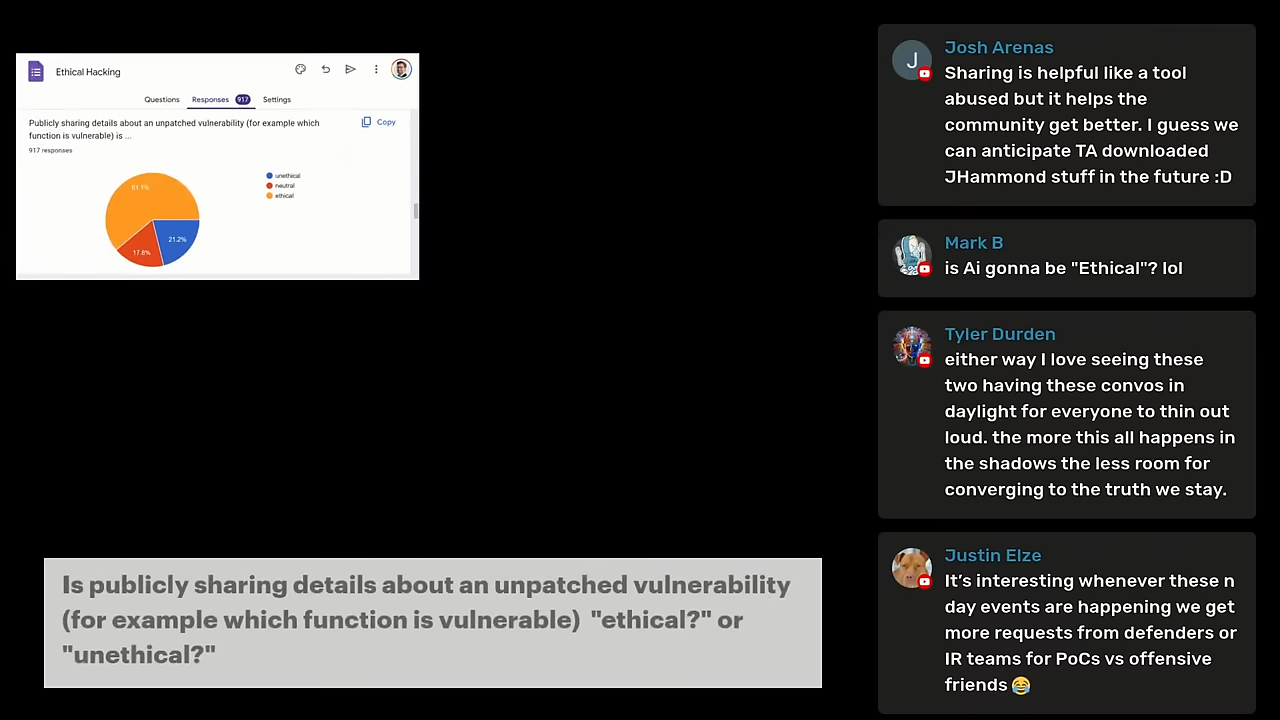 Ethical Hacking
Questions Responses 917 Settings
Publicly sharing details about an unpatched vulnerability (for example which
function is vulnerable) is ...
Copy
917 responses
unethical
neutral
ethical
61.1%
21.2%
17.8%
Is publicly sharing details about an unpatched vulnerability
(for example which function is vulnerable) "ethical?" or
"unethical?"
J
Josh Arenas
Sharing is helpful like a tool
abused but it helps the
community get better. I guess we
can anticipate TA downloaded
JHammond stuff in the future :D
Mark B
is Ai gonna be "Ethical"? lol
Tyler Durden
either way I love seeing these
two having these convos in
daylight for everyone to thin out
loud. the more this all happens in
the shadows the less room for
converging to the truth we stay.
Justin Elze
It’s interesting whenever these n
day events are happening we get
more requests from defenders or
IR teams for PoCs vs offensive
friends 😂